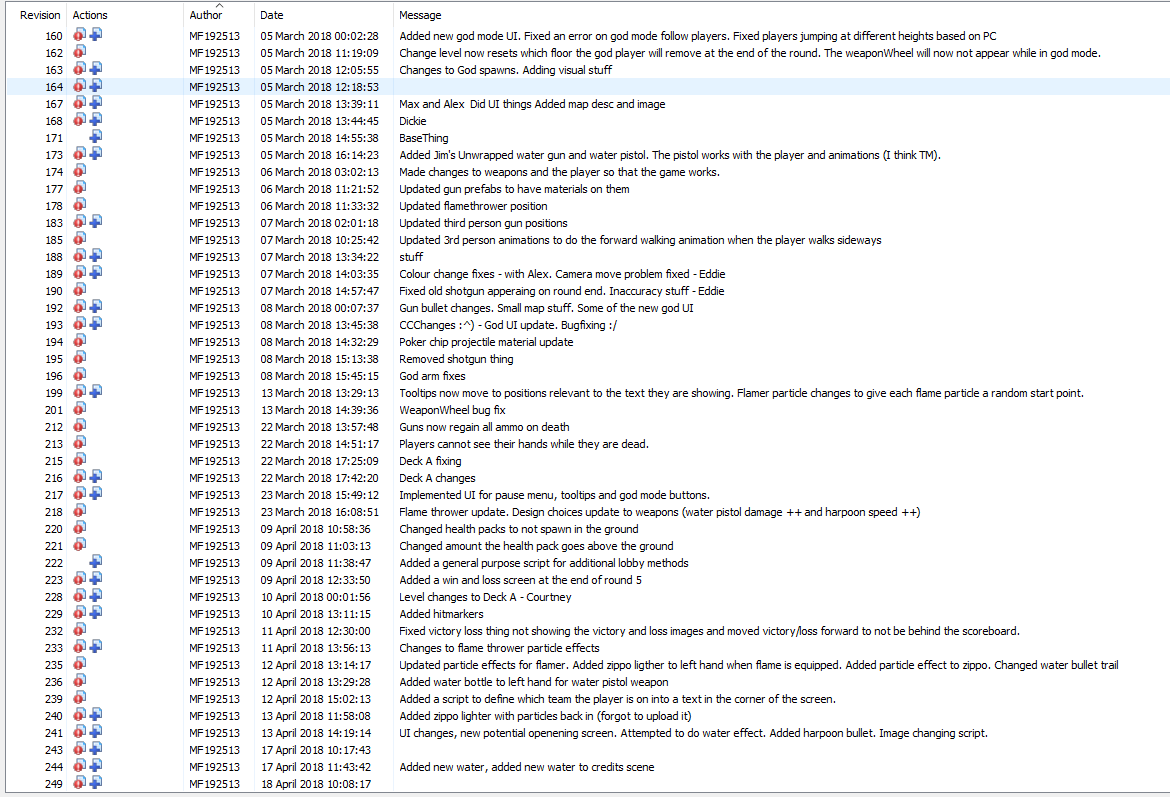 Revision Actions Author Date Message
160 MF192513 05 March 2018 00:02:28 Added new god mode UI. Fixed an error on god mode follow players. Fixed players jumping at different heights based on PC
162 MF192513 05 March 2018 11:19:09 Change level now resets which floor the god player will remove at the end of the round. The weaponWheel will now not appear while in god mode.
163 MF192513 05 March 2018 12:05:55 Changes to God spawns. Adding visual stuff
164 MF192513 05 March 2018 12:18:53
167 MF192513 05 March 2018 13:39:11 Max and Alex Did UI things Added map desc and image
168 MF192513 05 March 2018 13:44:45 Dickie
171 MF192513 05 March 2018 14:55:38 BaseThing
173 MF192513 05 March 2018 16:14:23 Added Jim's Unwrapped water gun and water pistol. The pistol works with the player and animations (I think TM).
174 MF192513 06 March 2018 03:02:13 Made changes to weapons and the player so that the game works.
177 MF192513 06 March 2018 11:21:52 Updated gun prefabs to have materials on them
178 MF192513 06 March 2018 11:33:32 Updated flamethrower position
183 MF192513 07 March 2018 02:01:18 Updated third person gun positions
185 MF192513 07 March 2018 10:25:42 Updated 3rd person animations to do the forward walking animation when the player walks sideways
188 MF192513 07 March 2018 13:34:22 stuff
189 MF192513 07 March 2018 14:03:35 Colour change fixes - with Alex. Camera move problem fixed - Eddie
190 MF192513 07 March 2018 14:57:47 Fixed old shotgun apperaing on round end. Inaccuracy stuff - Eddie
192 MF192513 08 March 2018 00:07:37 Gun bullet changes. Small map stuff. Some of the new god UI
193 MF192513 08 March 2018 13:45:38 CCChanges :^) - God UI update. Bugfixing :/
194 MF192513 08 March 2018 14:32:29 Poker chip projectile material update
195 MF192513 08 March 2018 15:13:38 Removed shotgun thing
196 MF192513 08 March 2018 15:45:15 God arm fixes
199 MF192513 13 March 2018 13:29:13 Tooltips now move to positions relevant to the text they are showing. Flamer particle changes to give each flame particle a random start point.
201 MF192513 13 March 2018 14:39:36 WeaponWheel bug fix
212 MF192513 22 March 2018 13:57:48 Guns now regain all ammo on death
213 MF192513 22 March 2018 14:51:17 Players cannot see their hands while they are dead.
215 MF192513 22 March 2018 17:25:09 Deck A fixing
216 MF192513 22 March 2018 17:42:20 Deck A changes
217 MF192513 23 March 2018 15:49:12 Implemented UI for pause menu, tooltips and god mode buttons.
218 MF192513 23 March 2018 16:08:51 Flame thrower update. Design choices update to weapons (water pistol damage ++ and harpoon speed ++)
220 MF192513 09 April 2018 10:58:36 Changed health packs to not spawn in the ground
221 MF192513 09 April 2018 11:03:13 Changed amount the health pack goes above the ground
222 MF192513 09 April 2018 11:38:47 Added a general purpose script for additional lobby methods
223 MF192513 09 April 2018 12:33:50 Added a win and loss screen at the end of round 5
228 MF192513 10 April 2018 00:01:56 Level changes to Deck A - Courtney
229 MF192513 10 April 2018 13:11:15 Added hitmarkers
232 MF192513 11 April 2018 12:30:00 Fixed victory loss thing not showing the victory and loss images and moved victory/loss forward to not be behind the scoreboard.
233 MF192513 11 April 2018 13:56:13 Changes to flame thrower particle effects
235 MF192513 12 April 2018 13:14:17 Updated particle effects for flamer. Added zippo ligther to left hand when flame is equipped. Added particle effect to zippo. Changed water bullet trail
236 MF192513 12 April 2018 13:29:28 Added water bottle to left hand for water pistol weapon
239 MF192513 12 April 2018 15:02:13 Added a script to define which team the player is on into a text in the corner of the screen.
240 MF192513 13 April 2018 11:58:08 Added zippo lighter with particles back in (forgot to upload it)
241 MF192513 13 April 2018 14:19:14 UI changes, new potential openening screen. Attempted to do water effect. Added harpoon bullet. Image changing script.
243 MF192513 17 April 2018 10:17:43
244 MF192513 17 April 2018 11:43:42 Added new water, added new water to credits scene
249 MF192513 18 April 2018 10:08:17